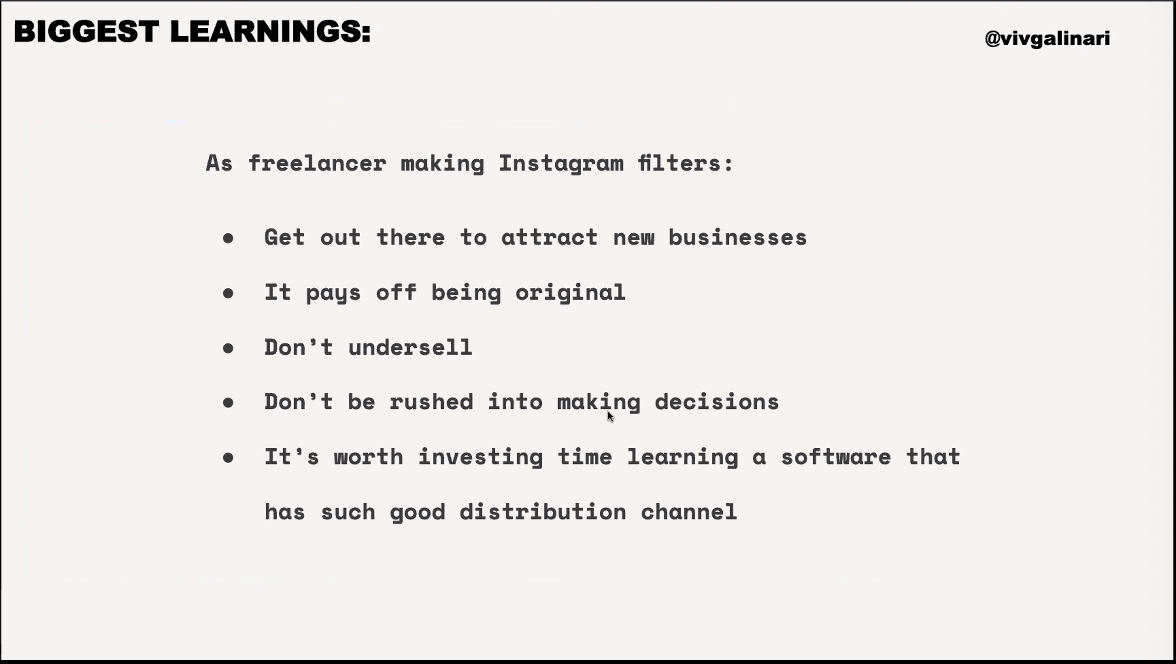 BIGGEST LEARNINGS:
@vivgalinari
As freelancer making Instagram filters:
● Get out there to attract new businesses
● It pays off being original
● Don’t undersell
● Don’t be rushed into making decisions
● It’s worth investing time learning a software that
has such good distribution channel